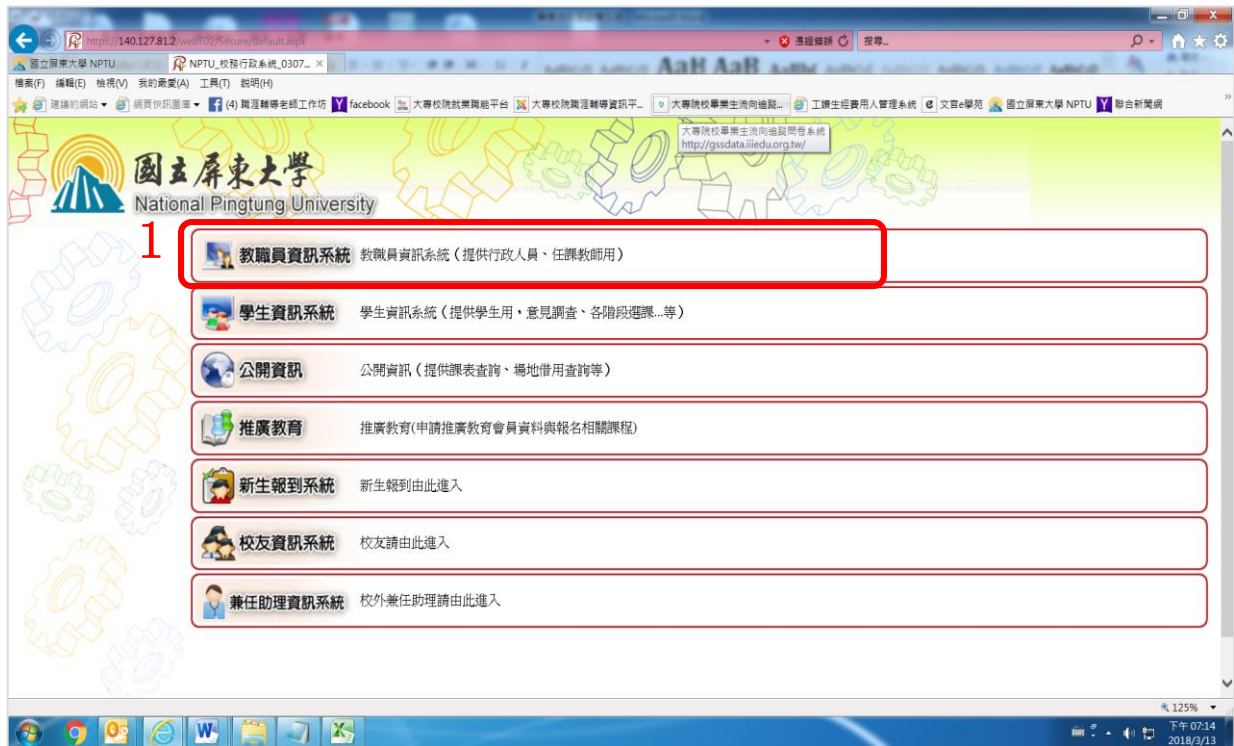 https://140.127.81.2/webT02/Secure/default.aspx
憑證錯誤
搜尋...
國立屏東大學 NPTU
NPTU_校務行政系統_0307... ×
AaH AaB
檔案(F) 編輯(E) 檢視(V) 我的最愛(A) 工具(T) 說明(H)
建議的網站 網頁快訊圖庫 (4) 職涯輔導老師工作坊 facebook 大專校院就業職能平台 大專校院職涯輔導資訊平... 大專校院畢業生流向追蹤... 工讀生經費用人管理系統 文官e學苑 國立屏東大學 NPTU 聯合新聞網
大專院校畢業生流向追蹤問卷系統
http://gssdata.iiiedu.org.tw/
國立屏東大學
National Pingtung University
1
教職員資訊系統 教職員資訊系統(提供行政人員、任課教師用)
學生資訊系統 學生資訊系統(提供學生用,意見調查、各階段選課...等)
公開資訊 公開資訊(提供課表查詢、場地借用查詢等)
推廣教育 推廣教育(申請推廣教育會員資料與報名相關課程)
新生報到系統 新生報到由此進入
校友資訊系統 校友請由此進入
兼任助理資訊系統 校外兼任助理請由此進入
125%
下午 07:14
2018/3/13